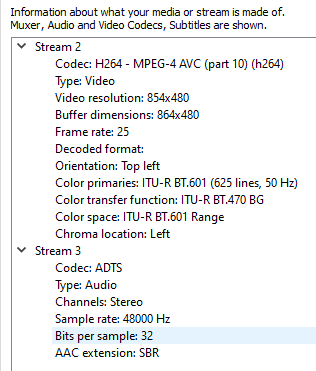 Information about what your media or stream is made of.
Muxer, Audio and Video Codecs, Subtitles are shown.
Stream 2
Codec: H264 - MPEG-4 AVC (part 10) (h264)
Type: Video
Video resolution: 854x480
Buffer dimensions: 864x480
Frame rate: 25
Decoded format:
Orientation: Top left
Color primaries: ITU-R BT.601 (625 lines, 50 Hz)
Color transfer function: ITU-R BT.470 BG
Color space: ITU-R BT.601 Range
Chroma location: Left
Stream 3
Codec: ADTS
Type: Audio
Channels: Stereo
Sample rate: 48000 Hz
Bits per sample: 32
AAC extension: SBR